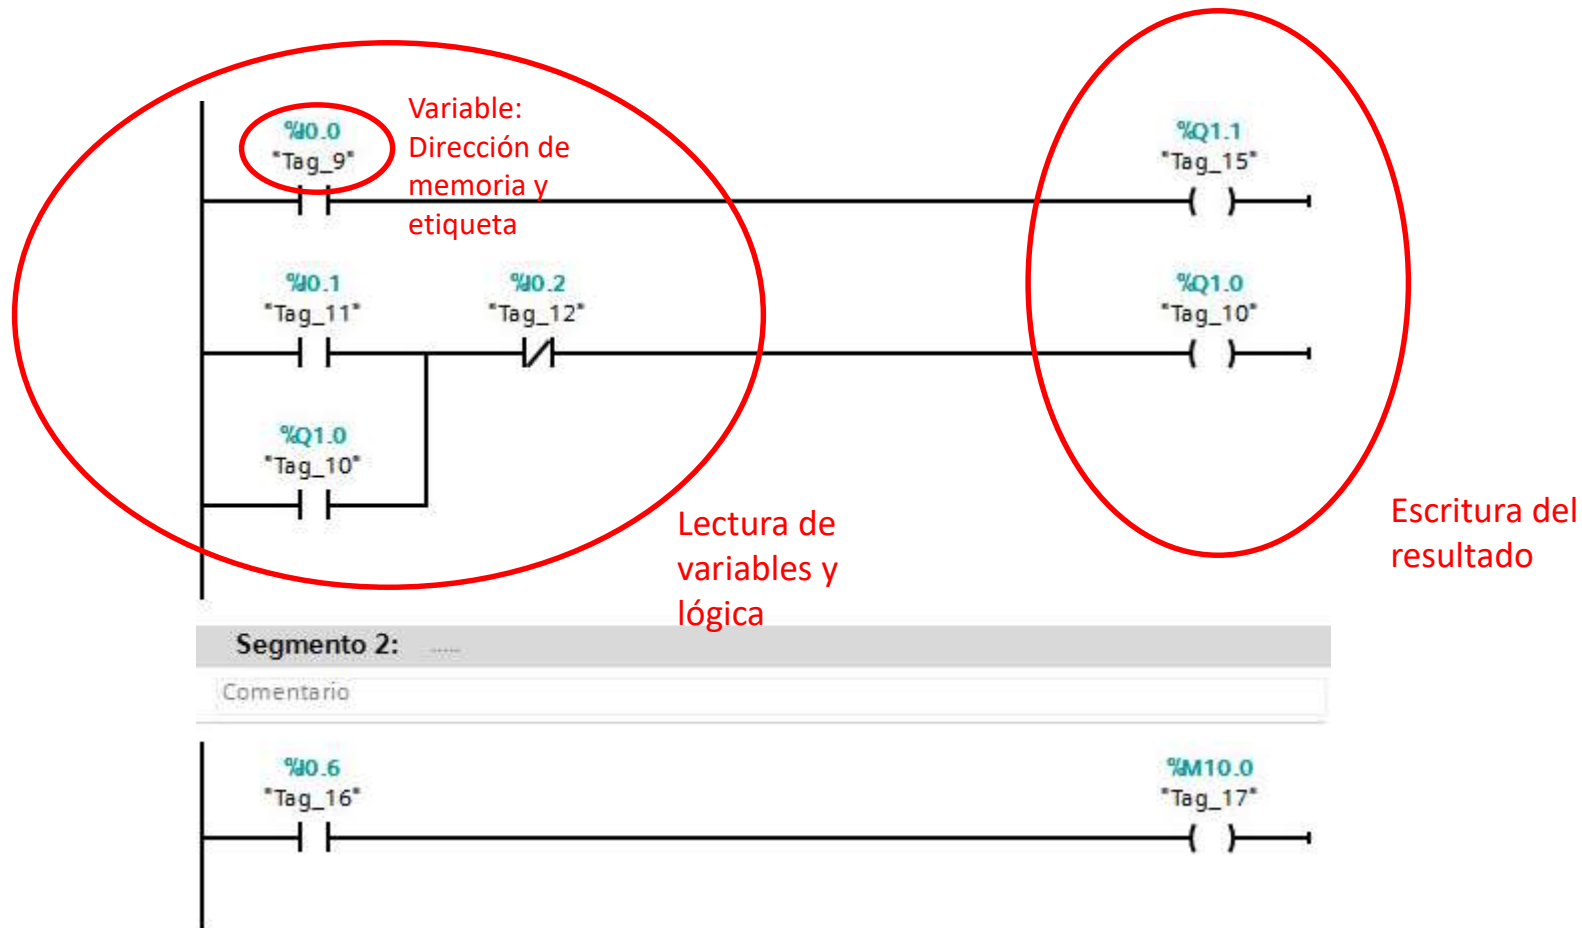 Variable:
Dirección de
memoria y
etiqueta
%I0.0
"Tag_9"
%Q1.1
"Tag_15"
%I0.1
"Tag_11"
%I0.2
"Tag_12"
%Q1.0
"Tag_10"
%Q1.0
"Tag_10"
Lectura de
variables y
lógica
Escritura del
resultado
Segmento 2: .....
Comentario
%I0.6
"Tag_16"
%M10.0
"Tag_17"